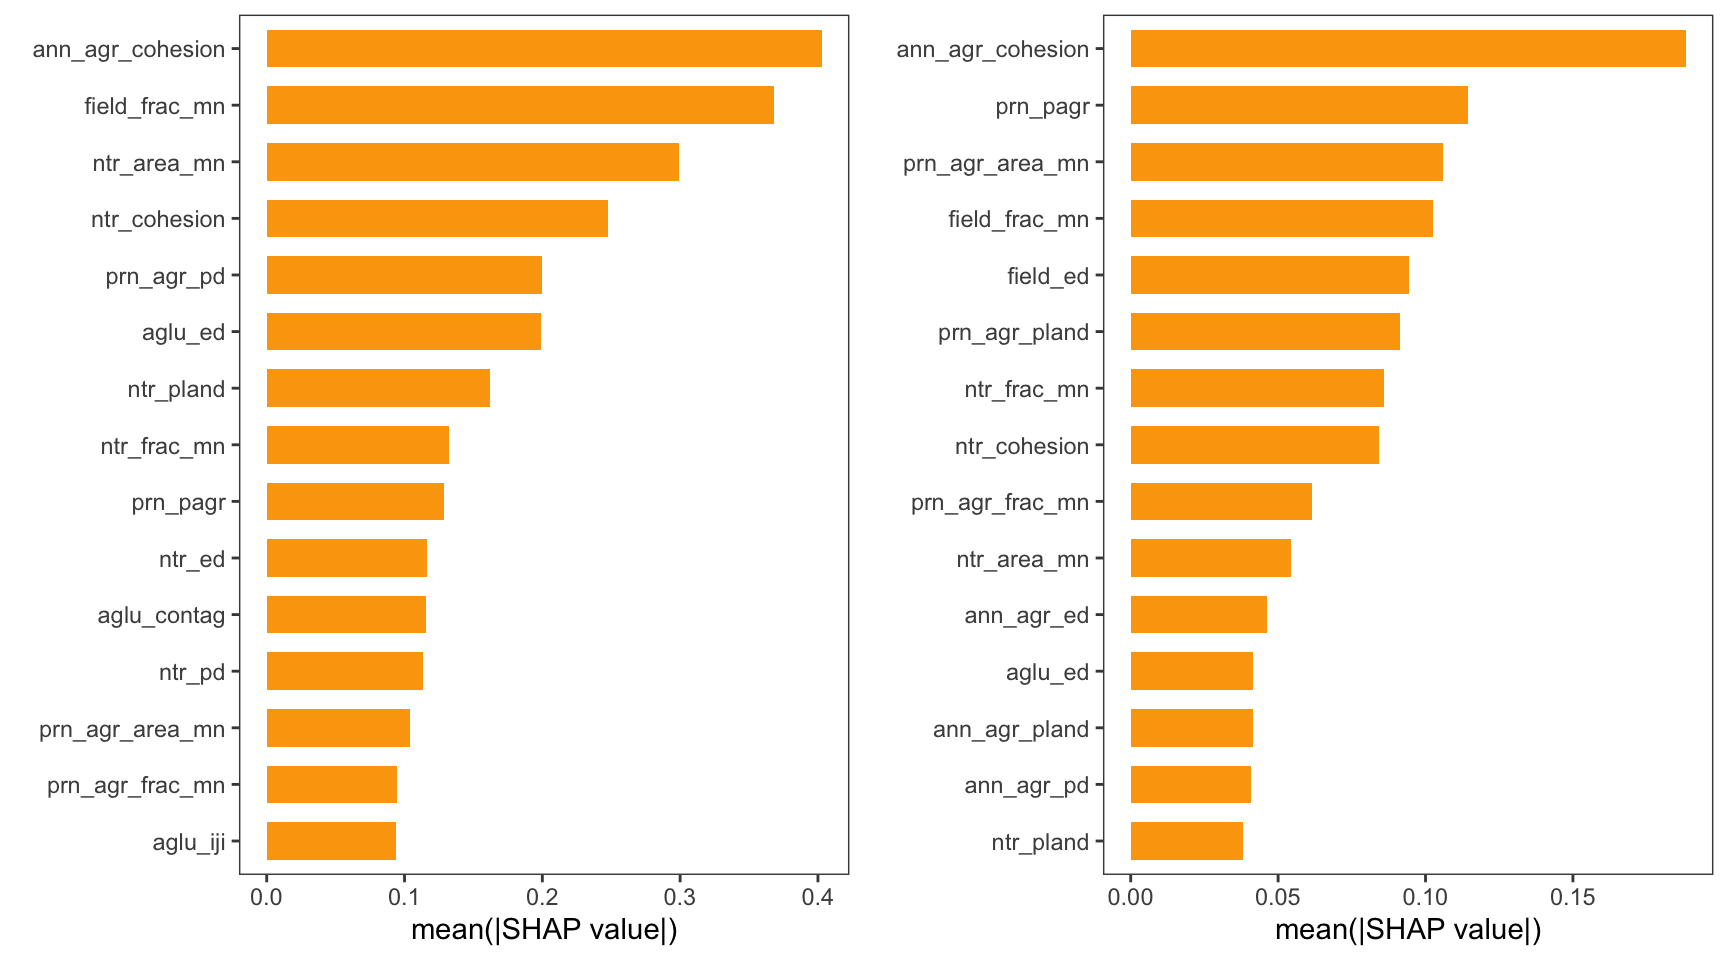 ann_agr_cohesion
field_frac_mn
ntr_area_mn
ntr_cohesion
prn_agr_pd
aglu_ed
ntr_pland
ntr_frac_mn
prn_pagr
ntr_ed
aglu_contag
ntr_pd
prn_agr_area_mn
prn_agr_frac_mn
aglu_iji
0.0 0.1 0.2 0.3 0.4
mean(|SHAP value|)
ann_agr_cohesion
prn_pagr
prn_agr_area_mn
field_frac_mn
field_ed
prn_agr_pland
ntr_frac_mn
ntr_cohesion
prn_agr_frac_mn
ntr_area_mn
ann_agr_ed
aglu_ed
ann_agr_pland
ann_agr_pd
ntr_pland
0.00 0.05 0.10 0.15
mean(|SHAP value|)